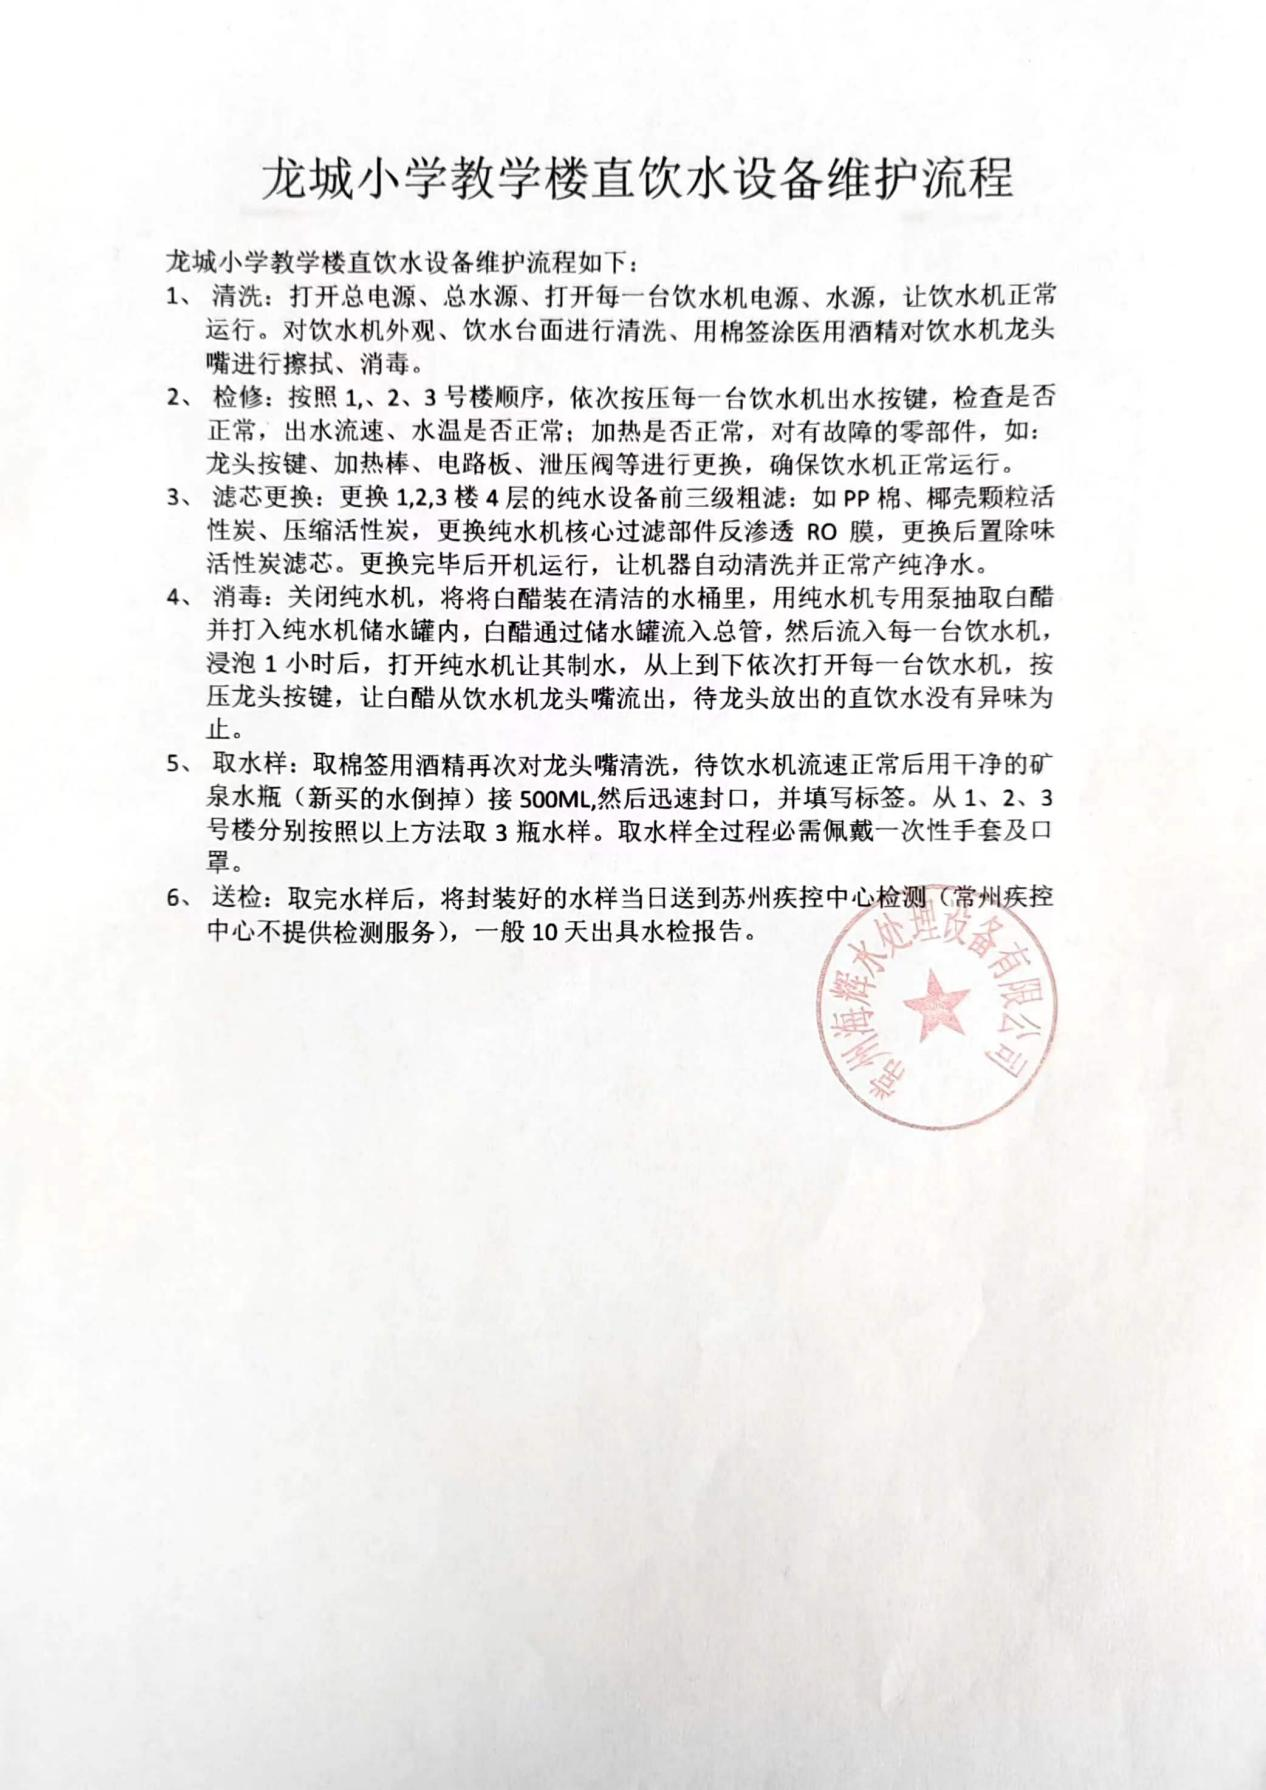 龙城小学教学楼直饮水设备维护流程
龙城小学教学楼直饮水设备维护流程如下：
1、 清洗：打开总电源、总水源、打开每一台饮水机电源、水源，让饮水机正常
运行。对饮水机外观、饮水台面进行清洗、用棉签涂医用酒精对饮水机龙头
嘴进行擦拭、消毒。
2、 检修：按照 1,、2、3 号楼顺序，依次按压每一台饮水机出水按键，检查是否
正常，出水流速、水温是否正常；加热是否正常，对有故障的零部件，如：
龙头按键、加热棒、电路板、泄压阀等进行更换，确保饮水机正常运行。
3、 滤芯更换：更换 1,2,3 楼 4 层的纯水设备前三级粗滤：如 PP 棉、椰壳颗粒活
性炭、压缩活性炭，更换纯水机核心过滤部件反渗透 RO 膜，更换后置除味
活性炭滤芯。更换完毕后开机运行，让机器自动清洗并正常产纯净水。
4、 消毒：关闭纯水机，将将白醋装在清洁的水桶里，用纯水机专用泵抽取白醋
并打入纯水机储水罐内，白醋通过储水罐流入总管，然后流入每一台饮水机，
浸泡 1 小时后，打开纯水机让其制水，从上到下依次打开每一台饮水机，按
压龙头按键，让白醋从饮水机龙头嘴流出，待龙头放出的直饮水没有异味为
止。
5、 取水样：取棉签用酒精再次对龙头嘴清洗，待饮水机流速正常后用干净的矿
泉水瓶（新买的水倒掉）接 500ML,然后迅速封口，并填写标签。从 1、2、3
号楼分别按照以上方法取 3 瓶水样。取水样全过程必需佩戴一次性手套及口
罩。
6、 送检：取完水样后，将封装好的水样当日送到苏州疾控中心检测（常州疾控
中心不提供检测服务），一般 10 天出具水检报告。
常州海辉水处理设备有限公司